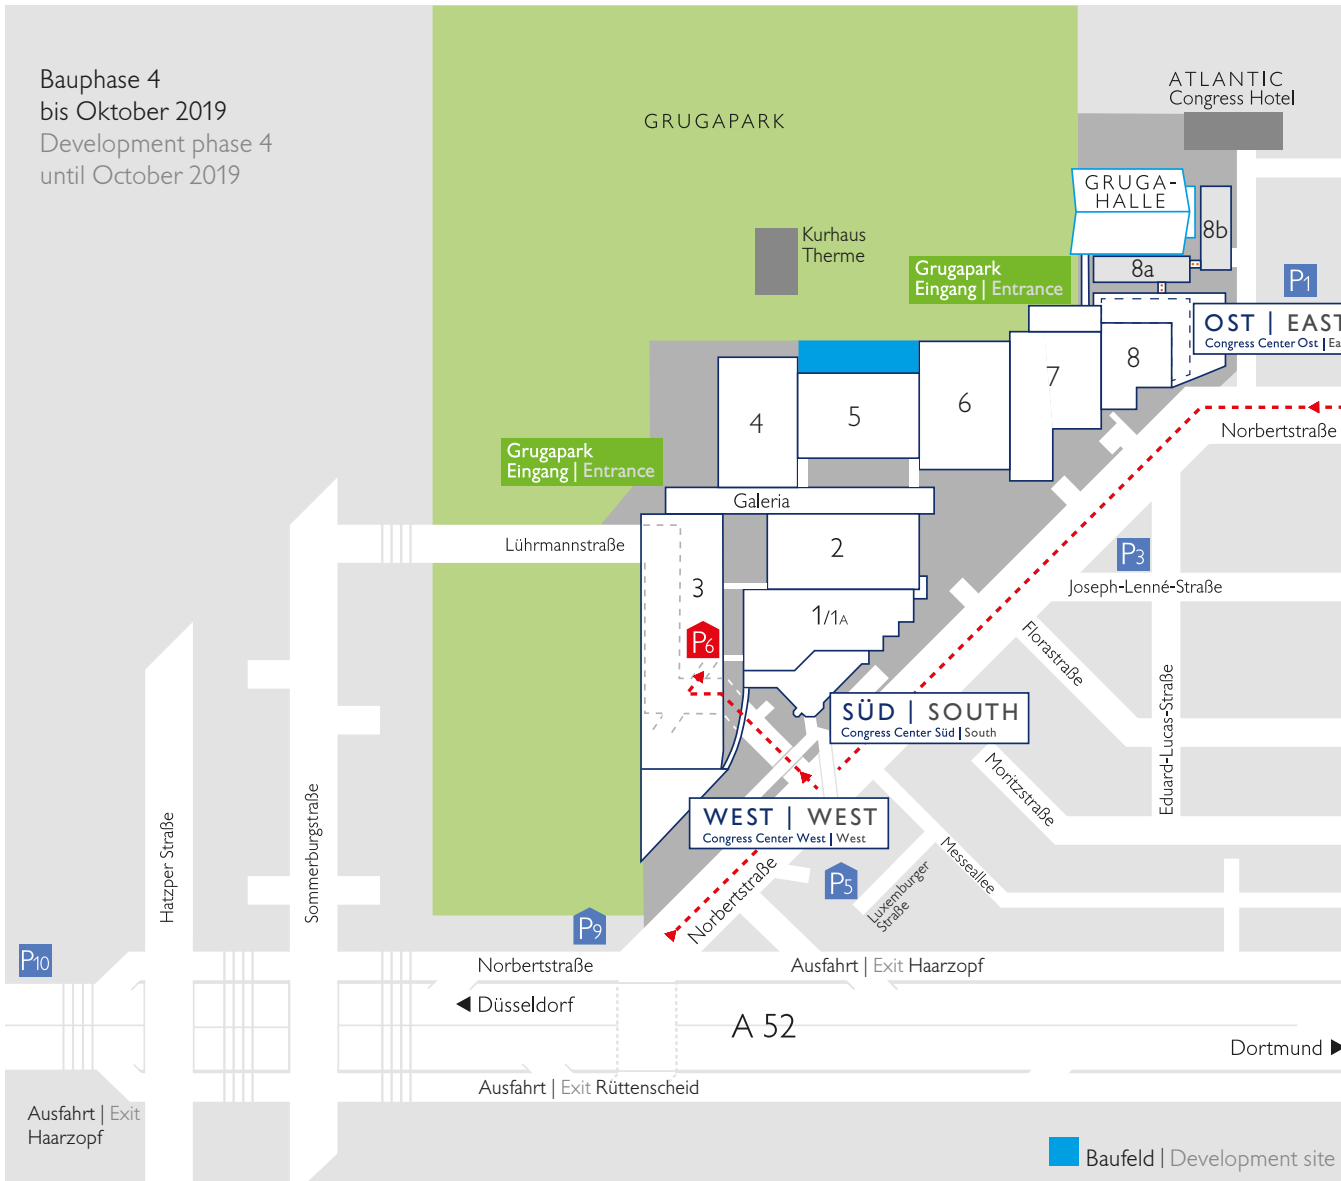 Bauphase 4
bis Oktober 2019
Development phase 4
until October 2019
ATLANTIC
Congress Hotel
GRUGAPARK
GRUGA-
HALLE
8b
Kurhaus
Therme
8a
Grugapark
Eingang | Entrance
P1
OST | EAST
Congress Center Ost | Ea
8
7
6
5
4
Norbertstraße
Grugapark
Eingang | Entrance
Galeria
Lührmannstraße
2
P3
3
Joseph-Lenné-Straße
1/1A
P6
Florastraße
SÜD | SOUTH
Congress Center Süd | South
Eduard-Lucas-Straße
Moritzstraße
WEST | WEST
Congress Center West | West
Hatzper Straße
Sommerburgstraße
Messeallee
P5
Luxemburger
Straße
Norbertstraße
P9
P10
Norbertstraße
Ausfahrt | Exit Haarzopf
Düsseldorf
A 52
Dortmund
Ausfahrt | Exit Rüttenscheid
Ausfahrt | Exit
Haarzopf
Baufeld | Development site